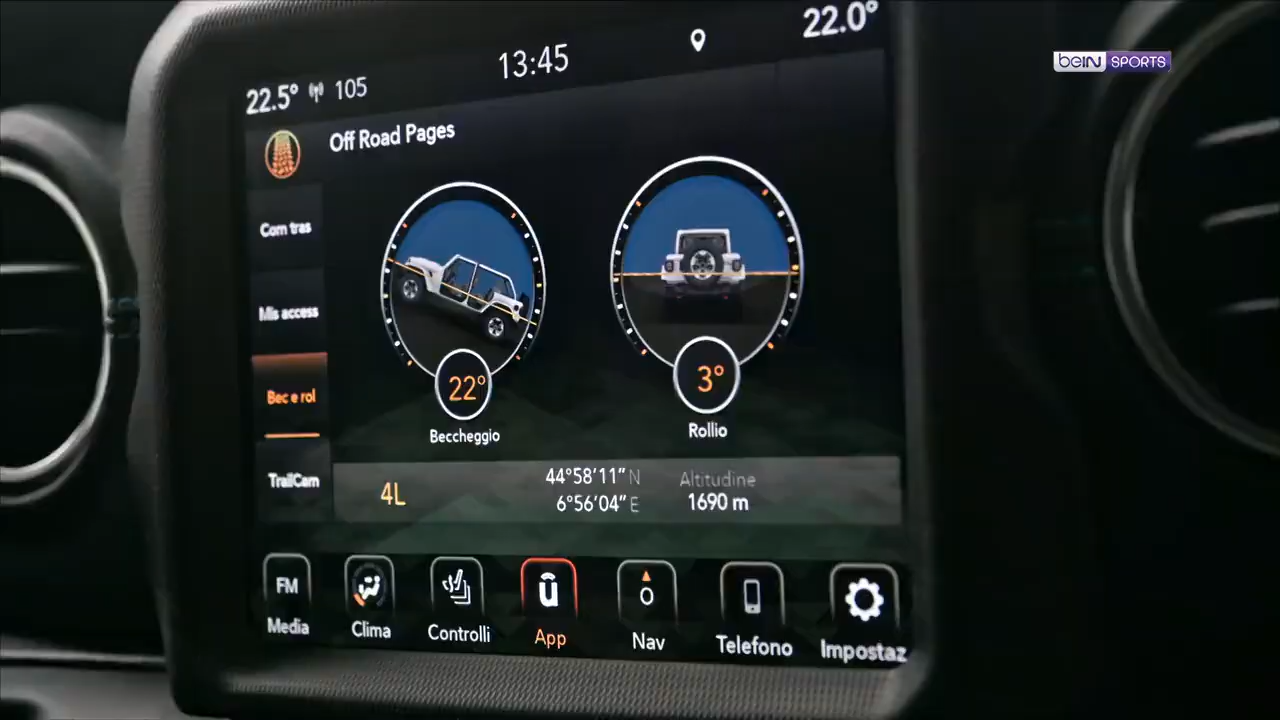 22.5° 105 13:45 22.0°
beIN SPORTS
Off Road Pages
Com tras
Mis access
Bec e rol
TrailCam
22°
Beccheggio
3°
Rollio
4L
44°58'11" N
6°56'04" E
Altitudine
1690 m
FM
Media
Clima
Controlli
App
Nav
Telefono
Impostaz